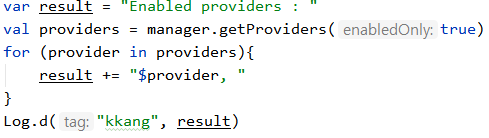 var result = "Enabled providers : "
val providers = manager.getProviders( enabledOnly: true)
for (provider in providers){
    result += "$provider, "
}
Log.d( tag: "kkang", result)